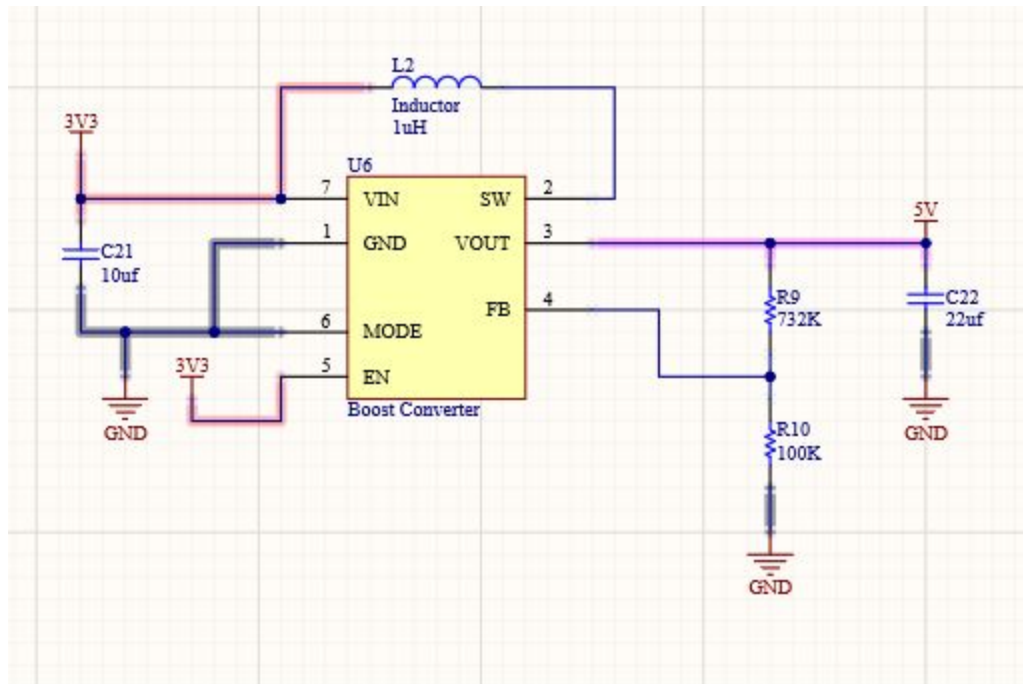 L2
Inductor
1uH
3V3
U6
7 VIN SW 2
1 GND VOUT 3
5V
C21
10uf
FB 4
R9
732K
C22
22uf
6 MODE
3V3
5 EN
Boost Converter
GND
GND
R10
100K
GND